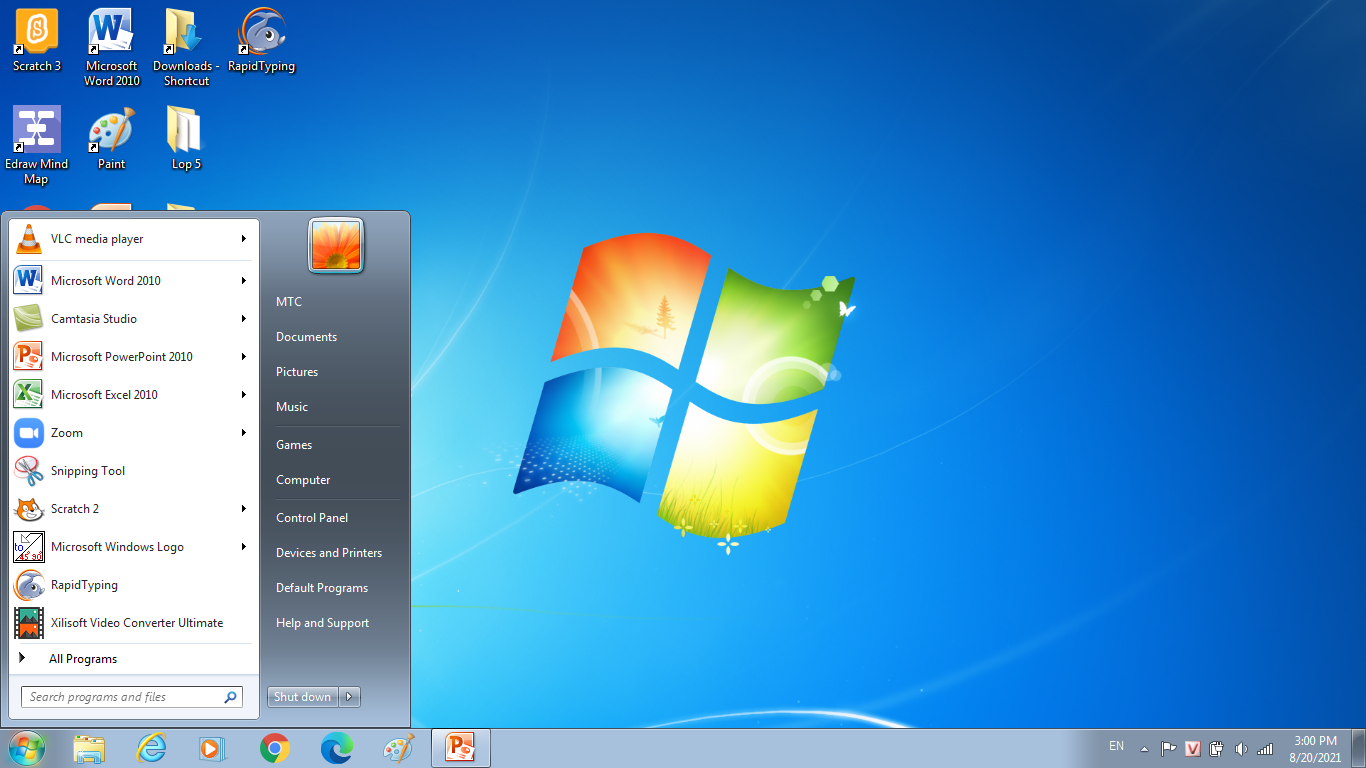 Scratch 3
Microsoft
Word 2010
Downloads -
Shortcut
RapidTyping
Edraw Mind
Map
Paint
Lop 5
VLC media player
Microsoft Word 2010
Camtasia Studio
Microsoft PowerPoint 2010
Microsoft Excel 2010
Zoom
Snipping Tool
Scratch 2
Microsoft Windows Logo
RapidTyping
Xilisoft Video Converter Ultimate
All Programs
Search programs and files
MTC
Documents
Pictures
Music
Games
Computer
Control Panel
Devices and Printers
Default Programs
Help and Support
Shut down
EN
3:00 PM
8/20/2021